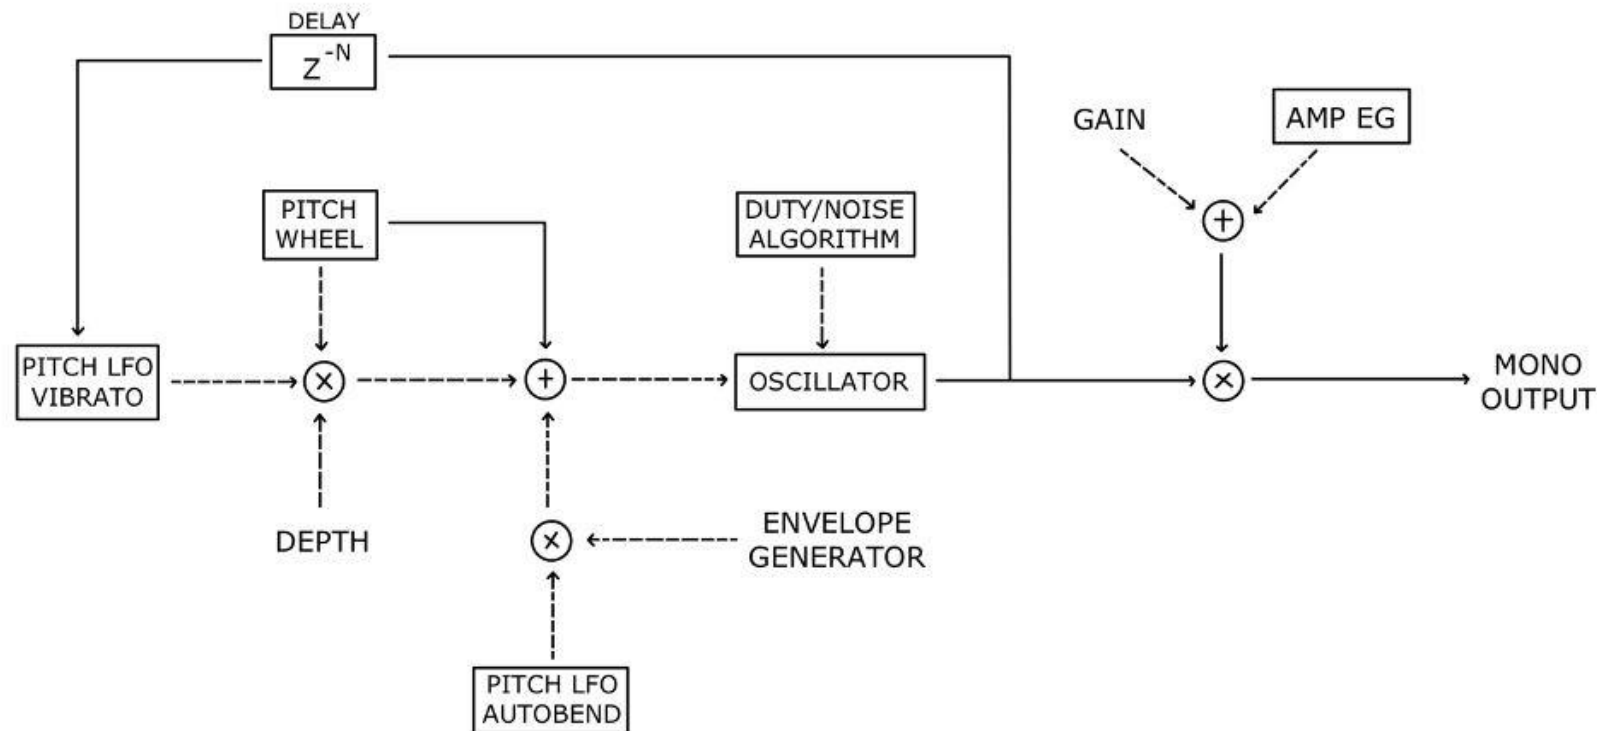 DELAY
Z-N
GAIN
AMP EG
PITCH
WHEEL
DUTY/NOISE
ALGORITHM
+
PITCH LFO
VIBRATO
×
+
OSCILLATOR
×
MONO
OUTPUT
DEPTH
×
ENVELOPE
GENERATOR
PITCH LFO
AUTOBEND